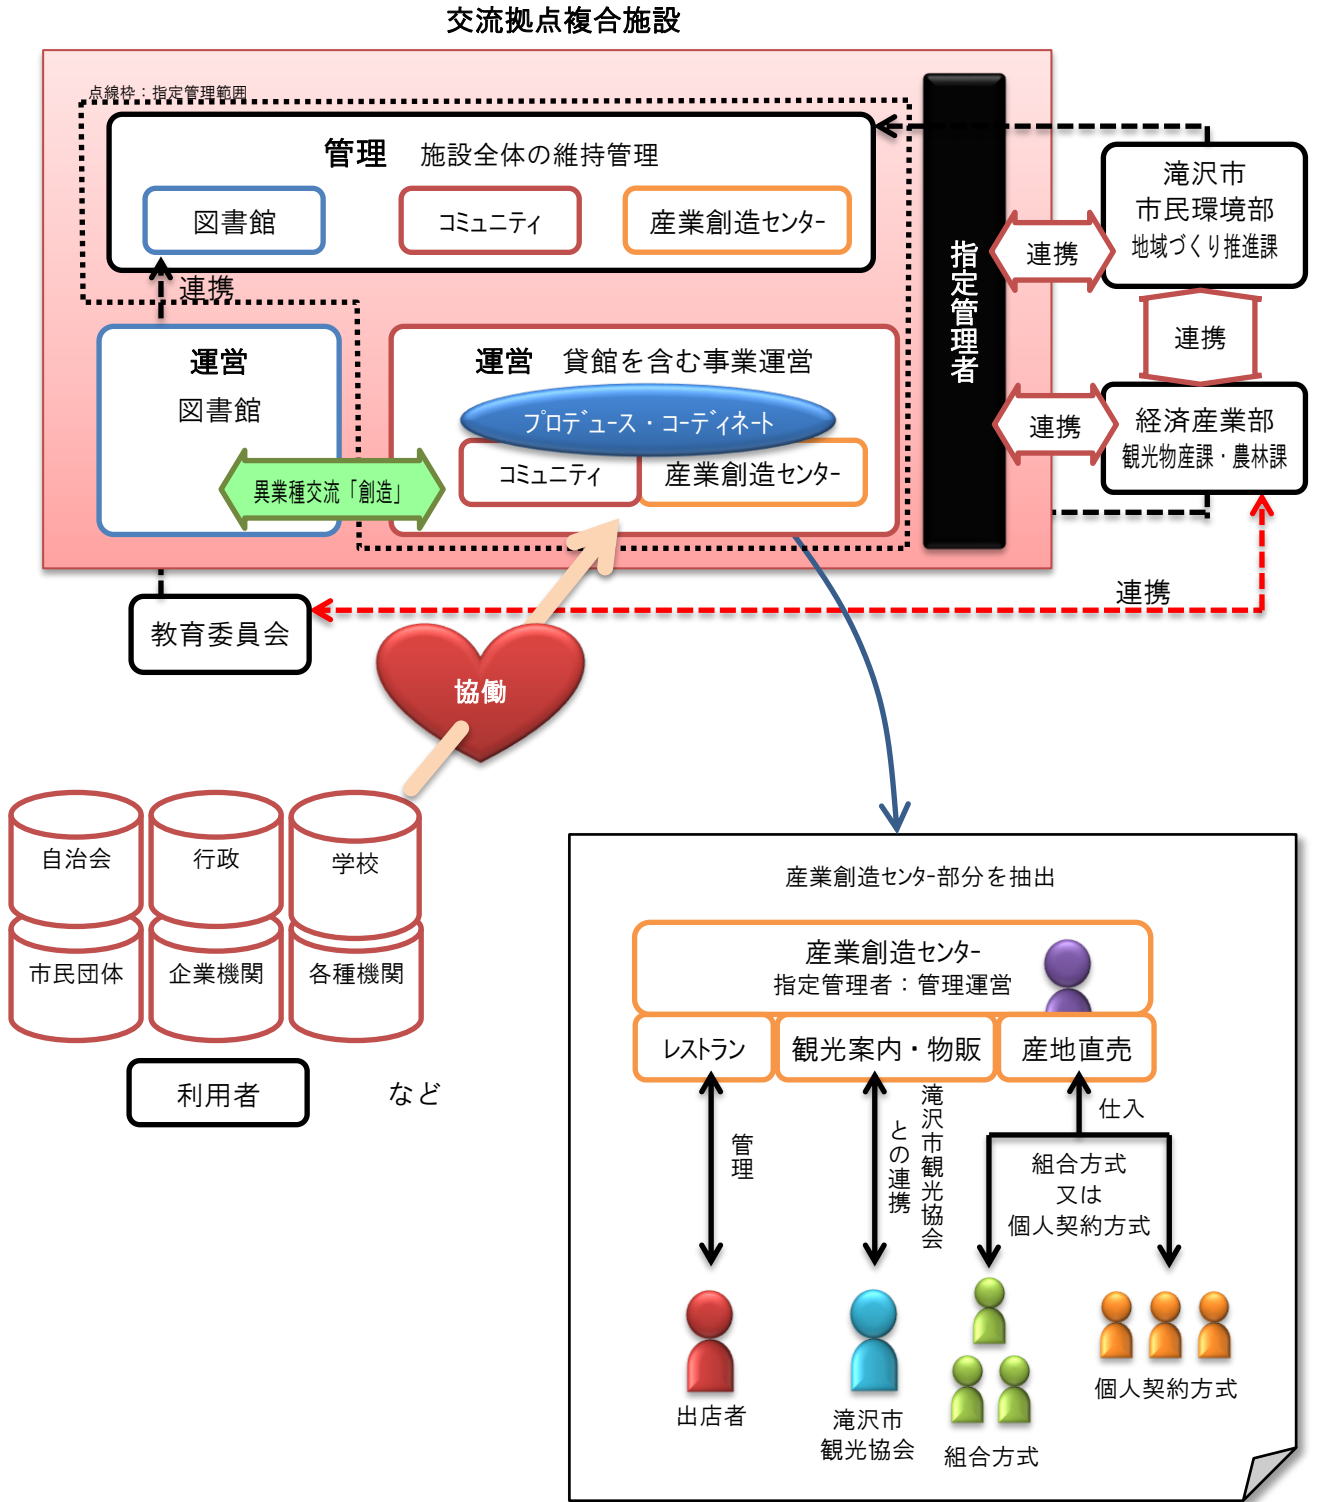 交流拠点複合施設
点線枠：指定管理範囲
管理　施設全体の維持管理
図書館
コミュニティ
産業創造センター
連携
運営
図書館
運営　貸館を含む事業運営
プロデュース・コーディネート
コミュニティ
産業創造センター
異業種交流「創造」
指定管理者
連携
滝沢市
市民環境部
地域づくり推進課
連携
連携
経済産業部
観光物産課・農林課
連携
教育委員会
協働
自治会
行政
学校
市民団体
企業機関
各種機関
利用者
など
産業創造センター部分を抽出
産業創造センター
指定管理者：管理運営
レストラン
観光案内・物販
産地直売
管理
滝沢市観光協会
との連携
仕入
組合方式
又は
個人契約方式
出店者
滝沢市
観光協会
組合方式
個人契約方式